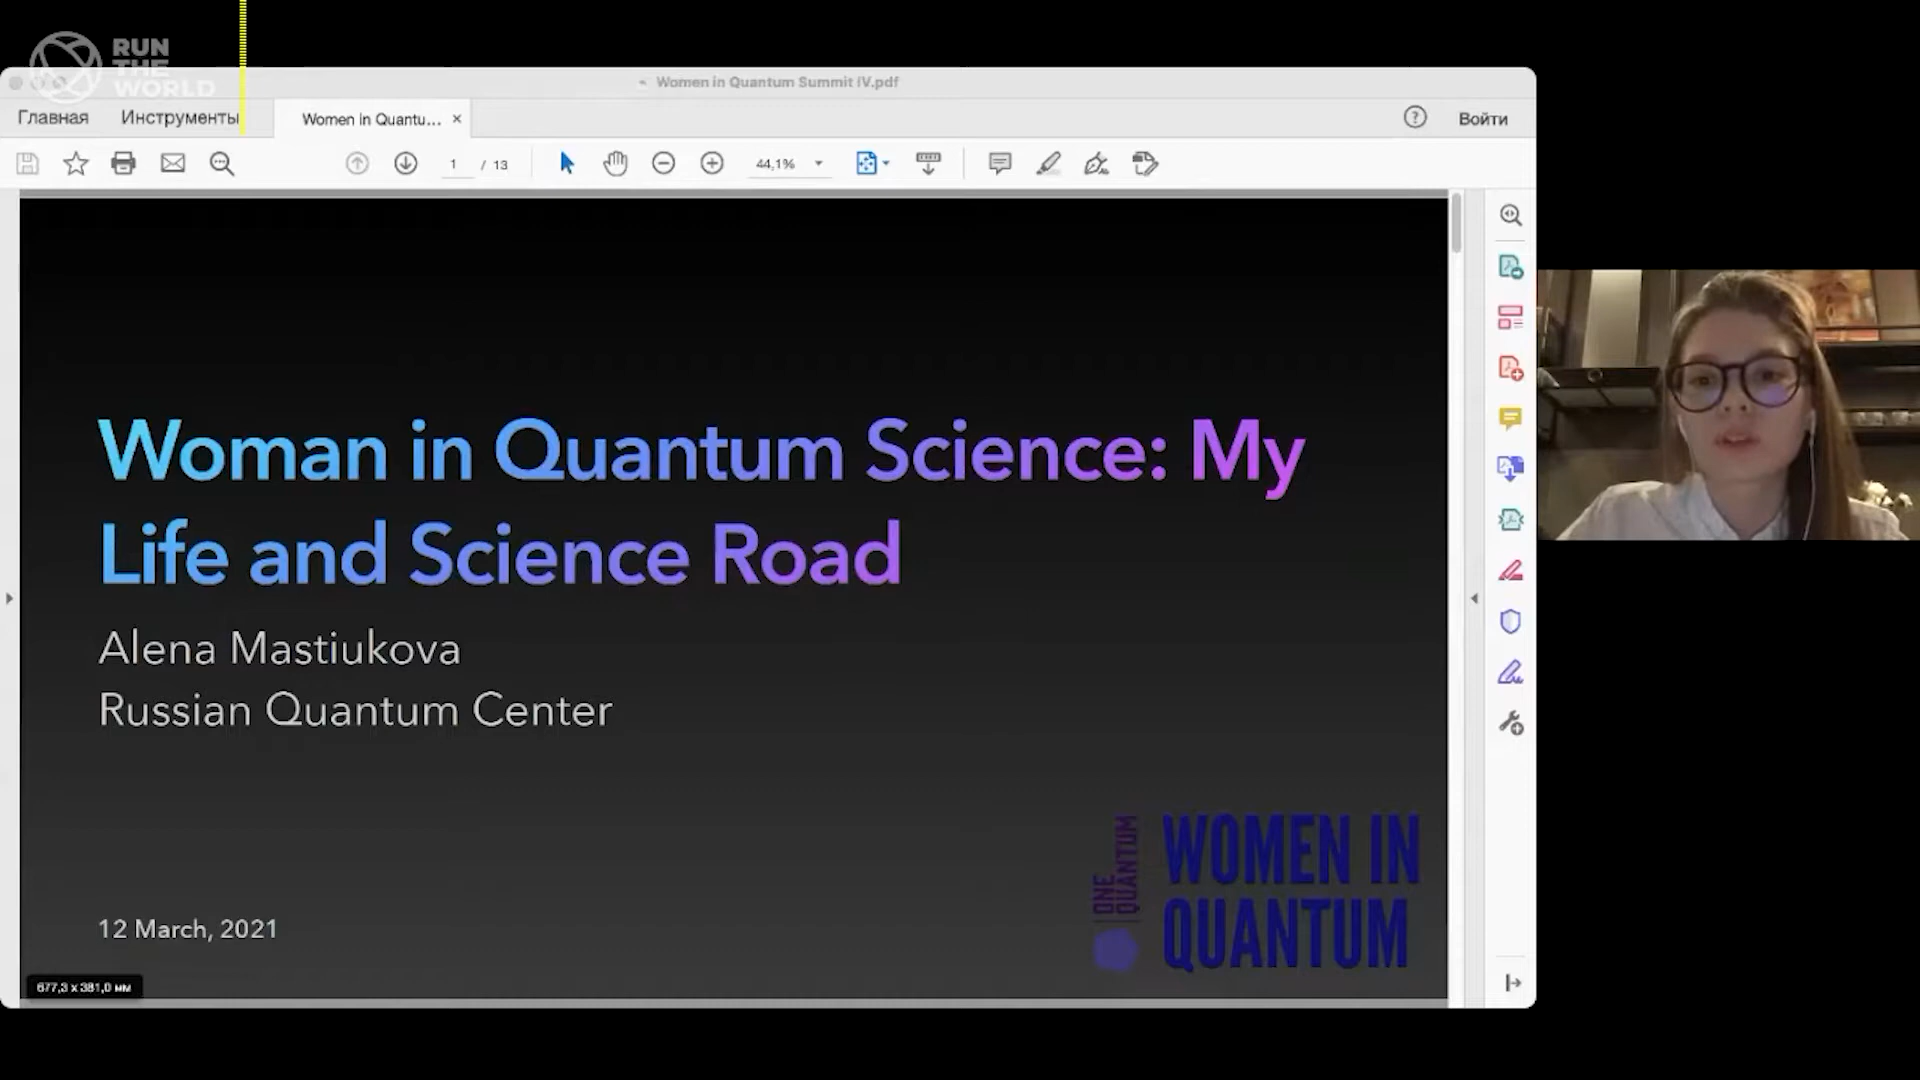 RUN
THE
WORLD
Women in Quantum Summit IV.pdf
Главная
Инструменты
Women in Quantu...
Войти
1 / 13
44,1%
Woman in Quantum Science: My
Life and Science Road
Alena Mastiukova
Russian Quantum Center
12 March, 2021
ONE
QUANTUM
WOMEN IN
QUANTUM
677,3 x 381,0 мм